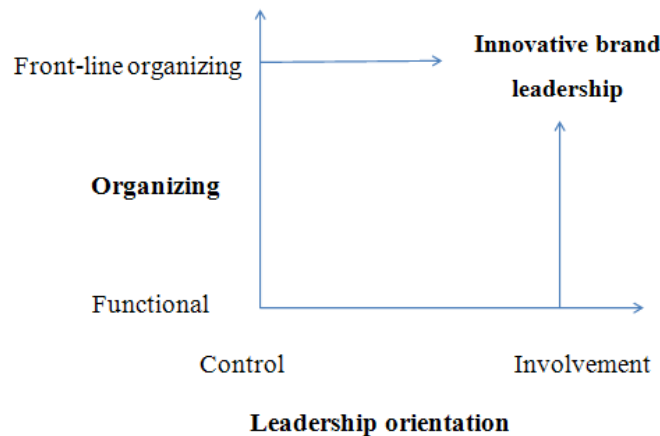 Innovative brand
leadership
Front-line organizing
Organizing
Functional
Control
Involvement
Leadership orientation